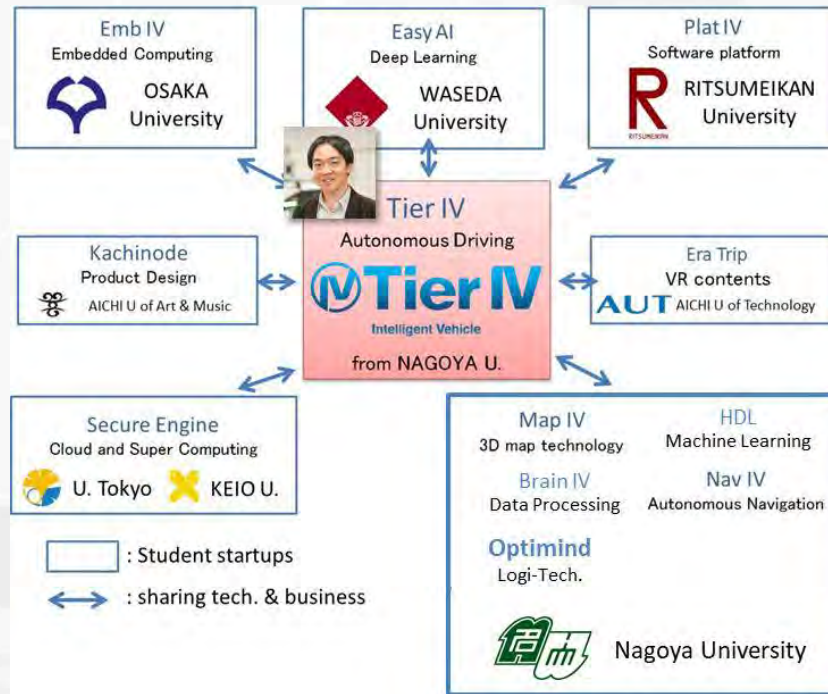 Emb IV
Embedded Computing
OSAKA
University
Easy AI
Deep Learning
WASEDA
University
Plat IV
Software platform
R
RITSUMEIKAN
RITSUMEIKAN
University
Tier IV
Autonomous Driving
IV Tier IV
Intelligent Vehicle
from NAGOYA U.
Kachinode
Product Design
AICHI U of Art & Music
Era Trip
VR contents
AUT AICHI U of Technology
Secure Engine
Cloud and Super Computing
U. Tokyo KEIO U.
Map IV
3D map technology
HDL
Machine Learning
Brain IV
Data Processing
Nav IV
Autonomous Navigation
Optimind
Logi-Tech.
Nagoya University
: Student startups
: sharing tech. & business